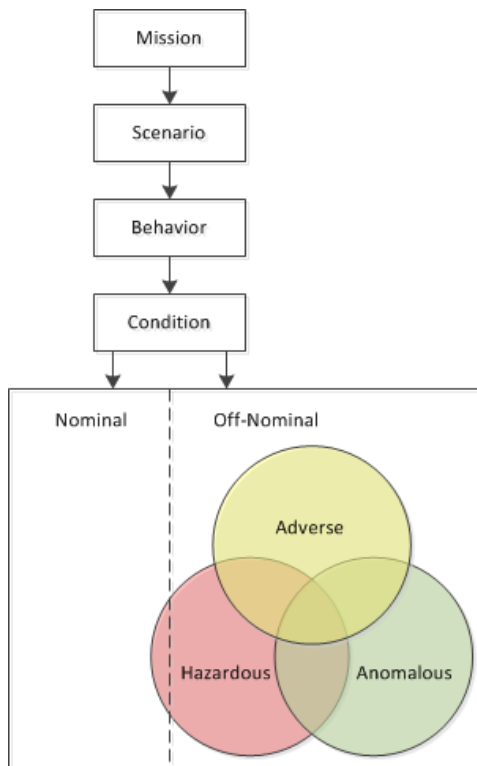 Mission
Scenario
Behavior
Condition
Nominal
Off-Nominal
Adverse
Hazardous
Anomalous